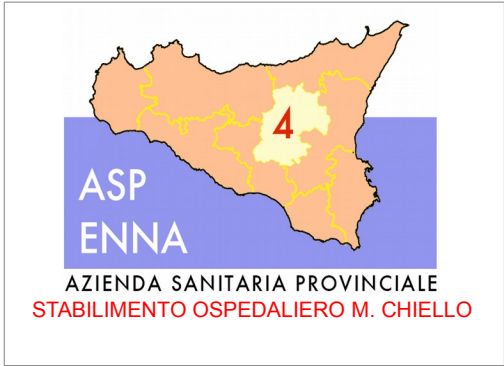 4
ASP
ENNA
AZIENDA SANITARIA PROVINCIALE
STABILIMENTO OSPEDALIERO M. CHIELLO